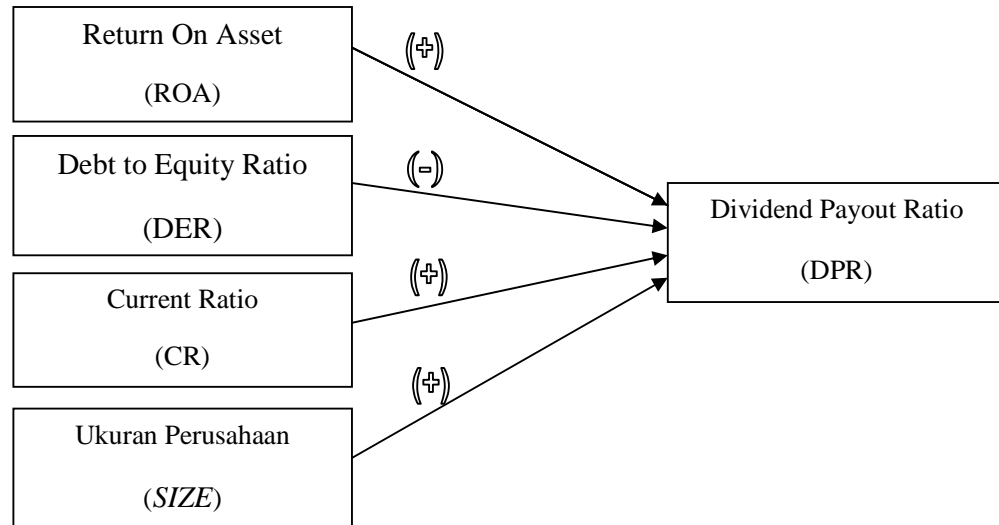 Return On Asset
(ROA)
(+)
Debt to Equity Ratio
(DER)
(-)
Current Ratio
(CR)
(+)
Ukuran Perusahaan
(SIZE)
(+)
Dividend Payout Ratio
(DPR)